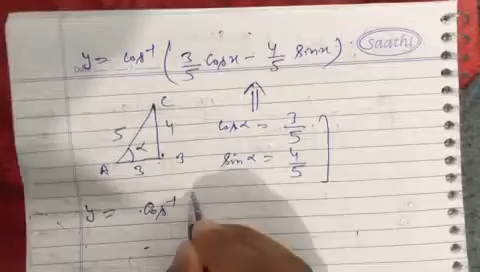 y = cos⁻¹ ( 3/5 cosx − 4/5 sinx ).
Saathi
C
5 4 cosα = 3/5
α
A 3 3 sinα = 4/5
y = cos⁻¹